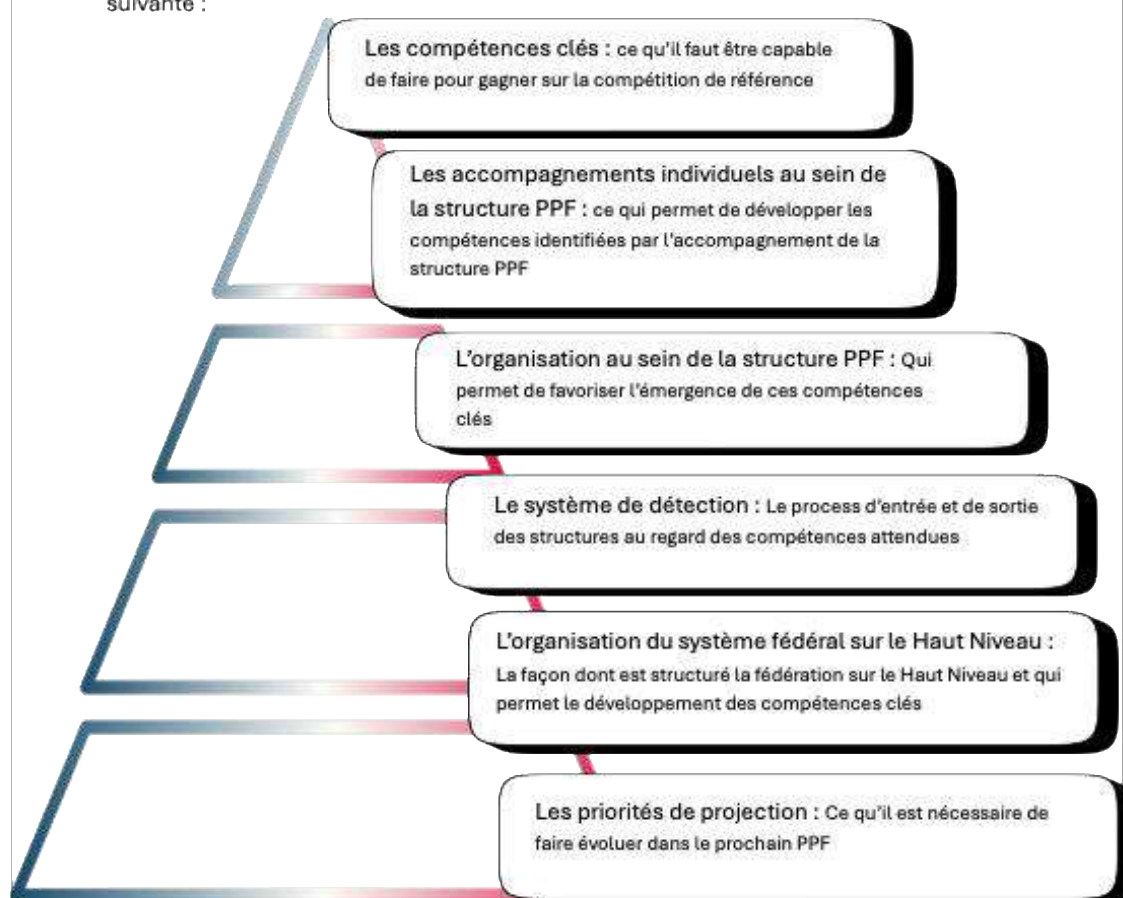 suivante :
Les compétences clés : ce qu'il faut être capable
de faire pour gagner sur la compétition de référence
Les accompagnements individuels au sein de
la structure PPF : ce qui permet de développer les
compétences identifiées par l'accompagnement de la
structure PPF
L'organisation au sein de la structure PPF : Qui
permet de favoriser l'émergence de ces compétences
clés
Le système de détection : Le process d'entrée et de sortie
des structures au regard des compétences attendues
L'organisation du système fédéral sur le Haut Niveau :
La façon dont est structuré la fédération sur le Haut Niveau et qui
permet le développement des compétences clés
Les priorités de projection : Ce qu'il est nécessaire de
faire évoluer dans le prochain PPF